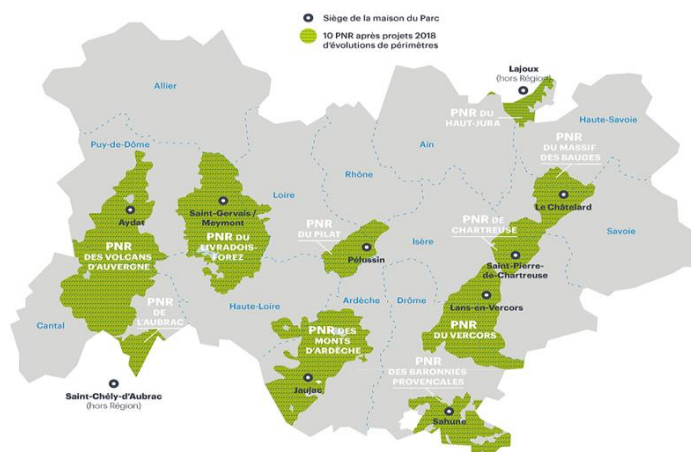 Siège de la maison du Parc
10 PNR après projets 2018
d'évolutions de périmètres
Lajoux
(hors Région)
Allier
PNR DU
HAUT-JURA
Haute-Savoie
Puy-de-Dôme
Ain
PNR
DU MASSIF
DES BAUGES
Rhône
Loire
Saint-Gervais /
Meymont
Aydat
Le Châtelard
PNR DE
CHARTREUSE
Savoie
PNR
DU PILAT
PNR DU
LIVRADOIS-
FOREZ
PNR
DES VOLCANS
D'AUVERGNE
Isère
Pélussin
Saint-Pierre-
de-Chartreuse
PNR
DE
L'AUBRAC
Haute-Loire
Ardèche
Drôme
Lans-en-Vercors
Cantal
PNR DES
MONTS
D'ARDÈCHE
PNR
DU VERCORS
PNR
DES BARONNIES
PROVENÇALES
Jaujac
Saint-Chély-d'Aubrac
(hors Région)
Sahune